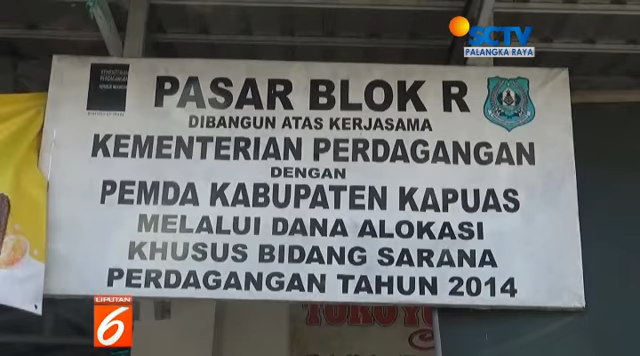 SCTV
PALANGKA RAYA
PASAR BLOK R
DIBANGUN ATAS KERJASAMA
KEMENTERIAN PERDAGANGAN
DENGAN
PEMDA KABUPATEN KAPUAS
MELALUI DANA ALOKASI
KHUSUS BIDANG SARANA
PERDAGANGAN TAHUN 2014
LIPUTAN
6